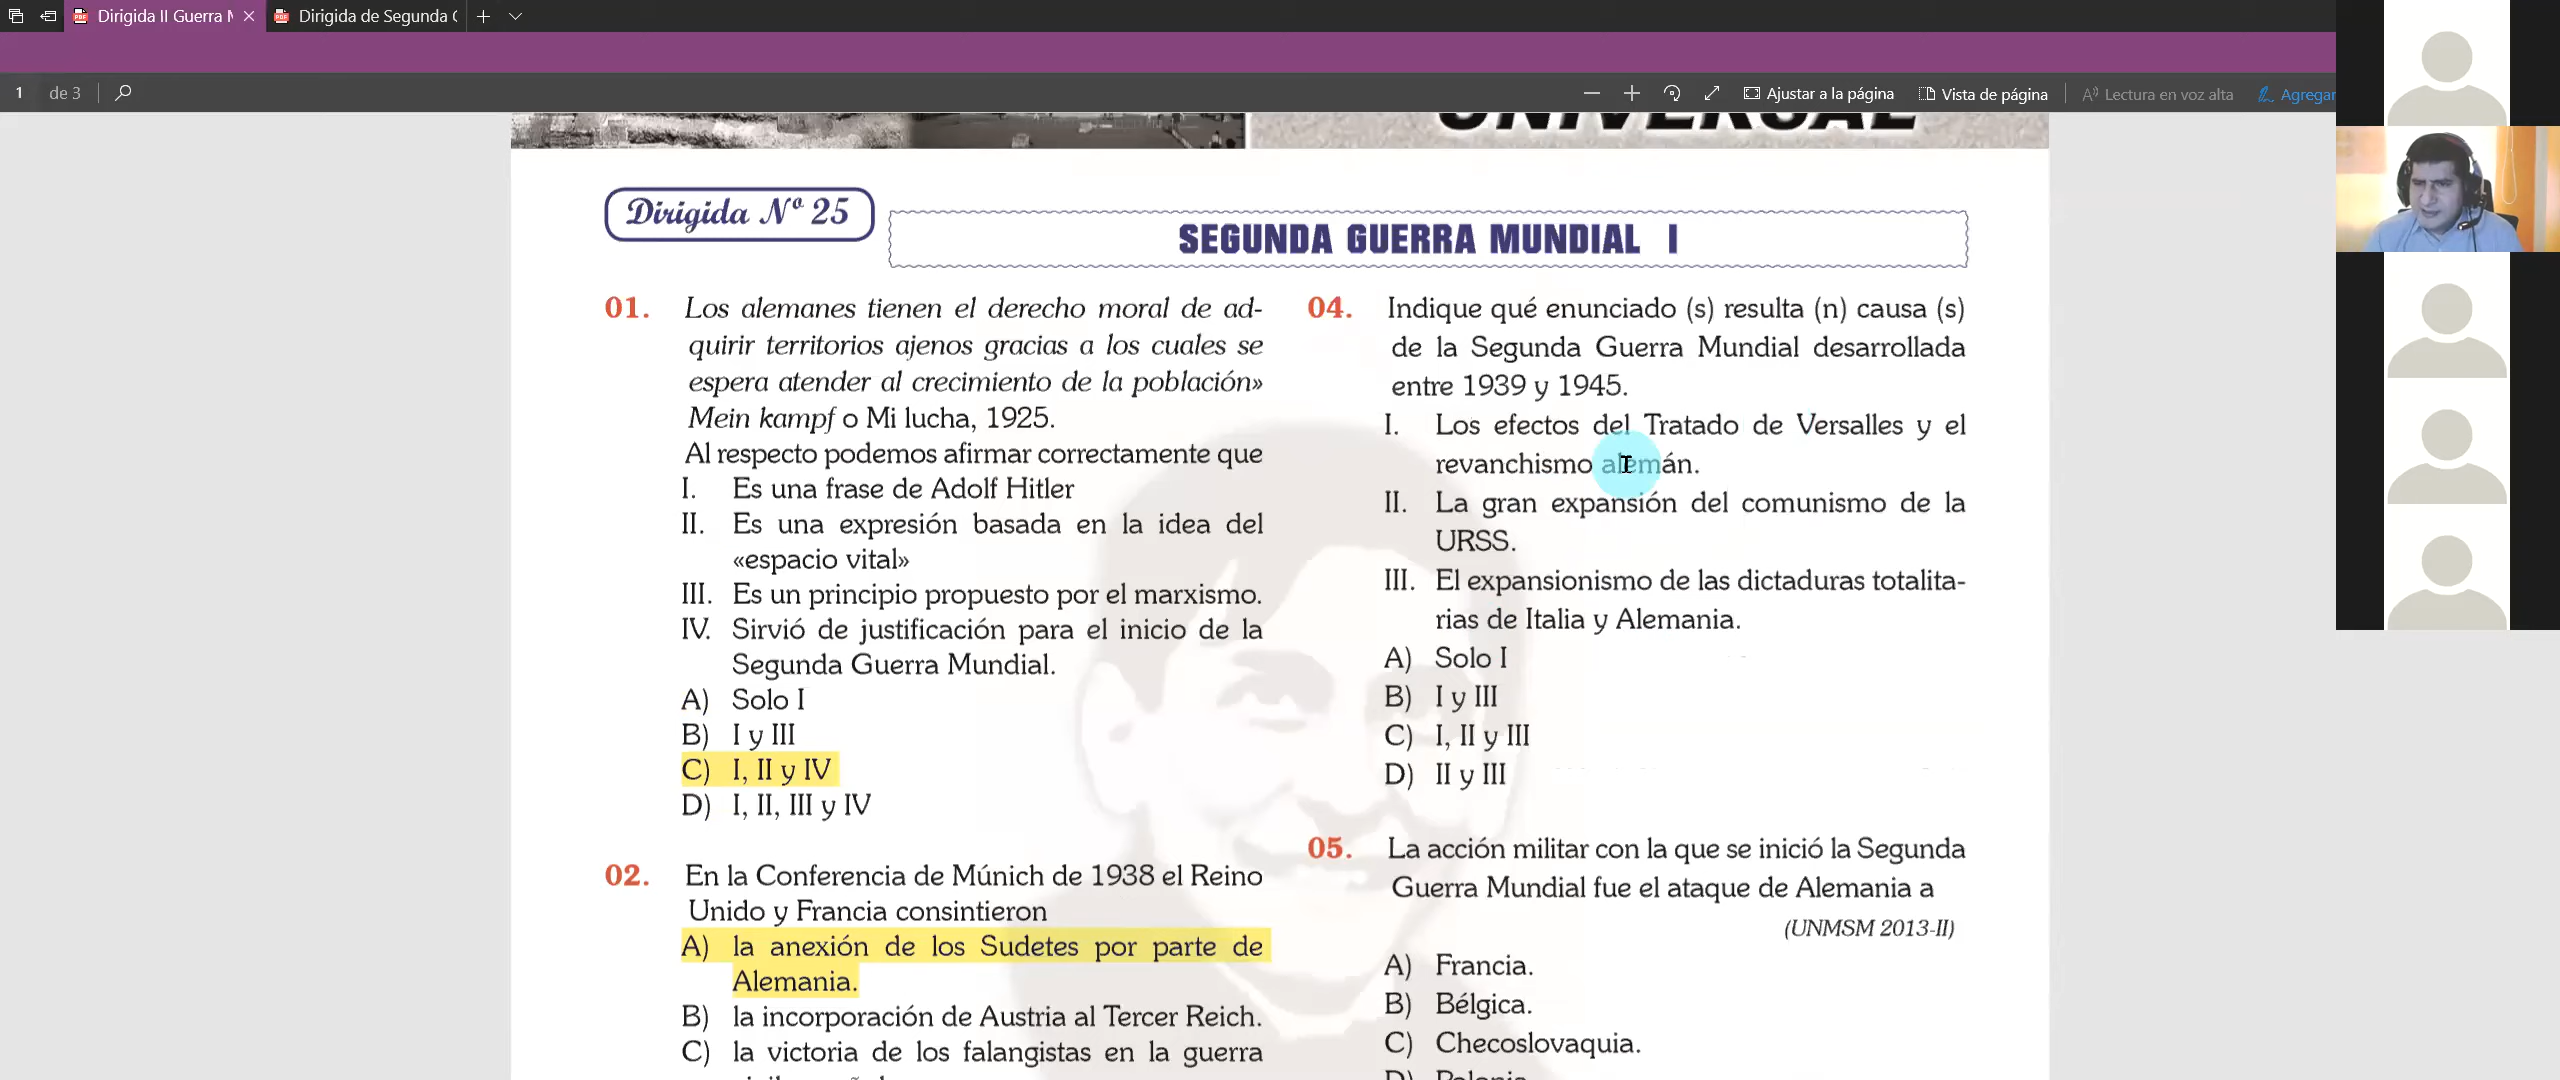 Dirigida II Guerra M
Dirigida de Segunda G
1 de 3
Ajustar a la página
Vista de página
Lectura en voz alta
Agregar
UNIVERSAL
Dirigida Nº 25
SEGUNDA GUERRA MUNDIAL I
01. Los alemanes tienen el derecho moral de ad-
quirir territorios ajenos gracias a los cuales se
espera atender al crecimiento de la población»
Mein kampf o Mi lucha, 1925.
Al respecto podemos afirmar correctamente que
I. Es una frase de Adolf Hitler
II. Es una expresión basada en la idea del
«espacio vital»
III. Es un principio propuesto por el marxismo.
IV. Sirvió de justificación para el inicio de la
Segunda Guerra Mundial.
A) Solo I
B) I y III
C) I, II y IV
D) I, II, III y IV
02. En la Conferencia de Múnich de 1938 el Reino
Unido y Francia consintieron
A) la anexión de los Sudetes por parte de
Alemania.
B) la incorporación de Austria al Tercer Reich.
C) la victoria de los falangistas en la guerra
04. Indique qué enunciado (s) resulta (n) causa (s)
de la Segunda Guerra Mundial desarrollada
entre 1939 y 1945.
I. Los efectos del Tratado de Versalles y el
revanchismo alemán.
II. La gran expansión del comunismo de la
URSS.
III. El expansionismo de las dictaduras totalita-
rias de Italia y Alemania.
A) Solo I
B) I y III
C) I, II y III
D) II y III
05. La acción militar con la que se inició la Segunda
Guerra Mundial fue el ataque de Alemania a
(UNMSM 2013-II)
A) Francia.
B) Bélgica.
C) Checoslovaquia.
D) Polonia.